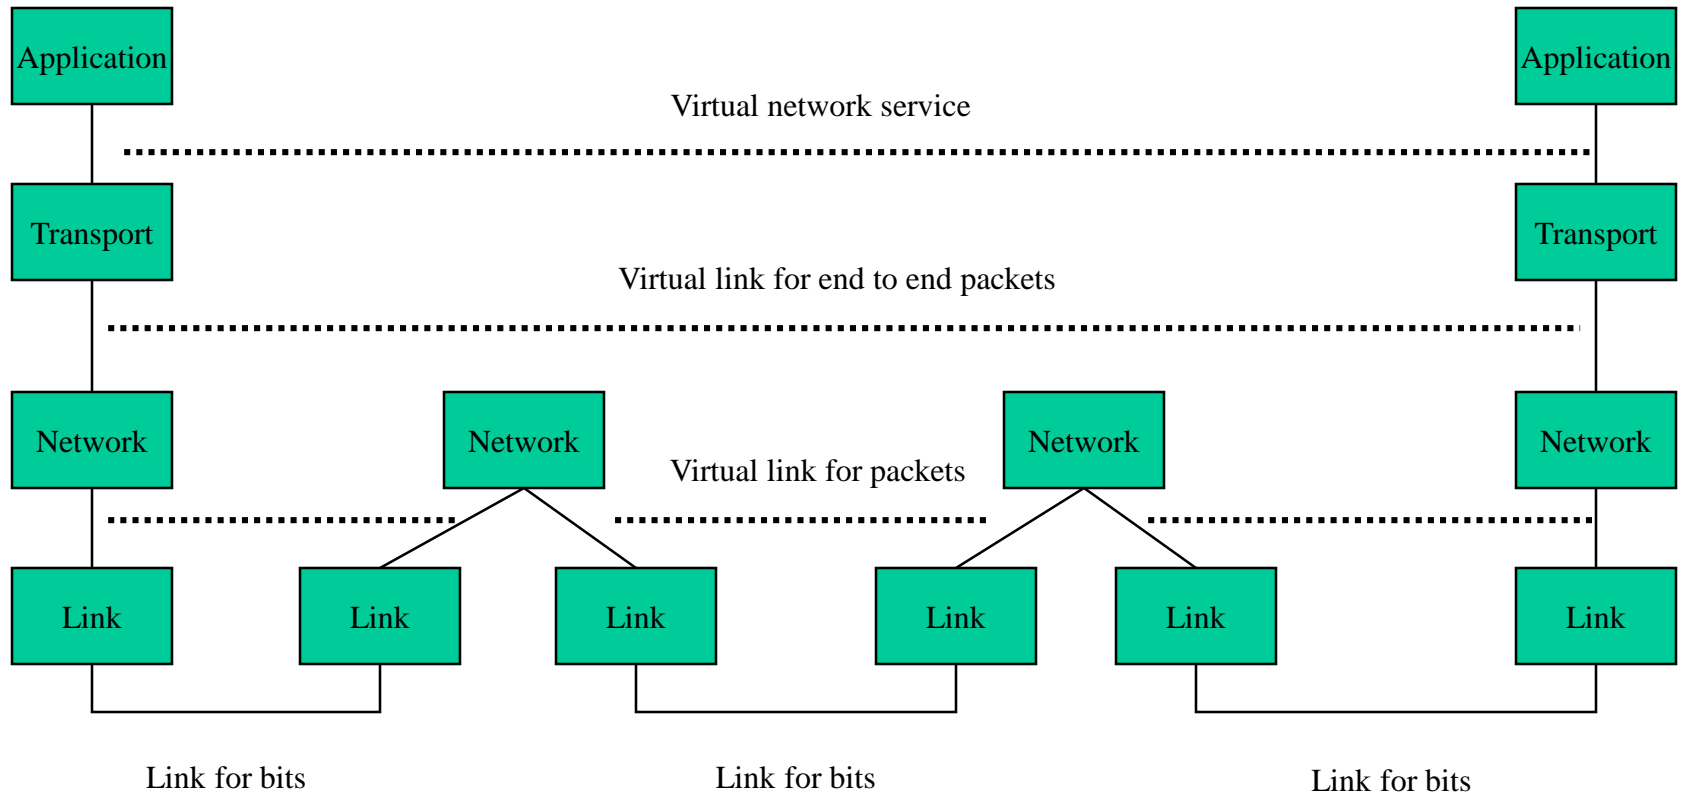 Application
Application
Virtual network service
Transport
Transport
Virtual link for end to end packets
Network
Network
Network
Network
Virtual link for packets
Link
Link
Link
Link
Link
Link
Link for bits
Link for bits
Link for bits